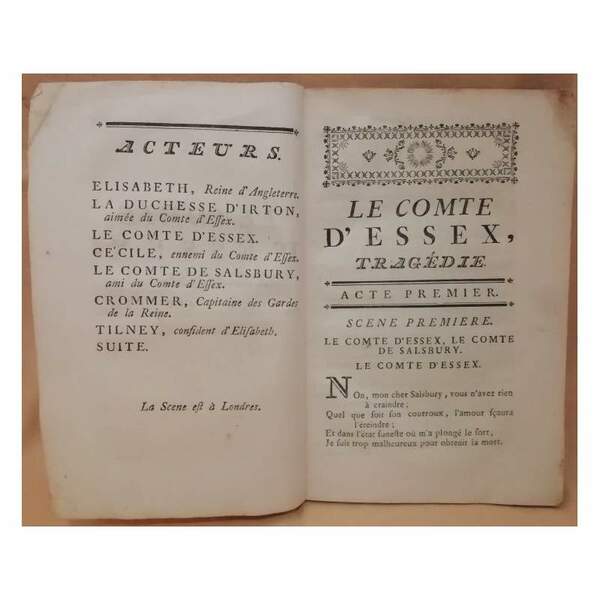 ACTEURS.
ELISABETH, Reine d'Angleterre.
LA DUCHESSE D'IRTON,
aimée du Comte d'Eſſex.
LE COMTE D'ESSEX.
CÉCILE, ennemi du Comte d'Eſſex.
LE COMTE DE SALSBURY,
ami du Comte d'Eſſex.
CROMMER, Capitaine des Gardes
de la Reine.
TILNEY, confident d'Eliſabeth.
SUITE.
La Scene eſt à Londres.
LE COMTE
D'ESSEX,
TRAGÉDIE.
ACTE PREMIER.
SCENE PREMIERE.
LE COMTE D'ESSEX, LE COMTE
DE SALSBURY.
LE COMTE D'ESSEX.
NOn, mon cher Salsbury, vous n'avez rien
à craindre;
Quel que ſoit ſon courroux, l'amour ſçaura
l'éteindre;
Et dans l'état funeſte où m'a plongé le ſort,
Je ſuis trop malheureux pour obtenir la mort.